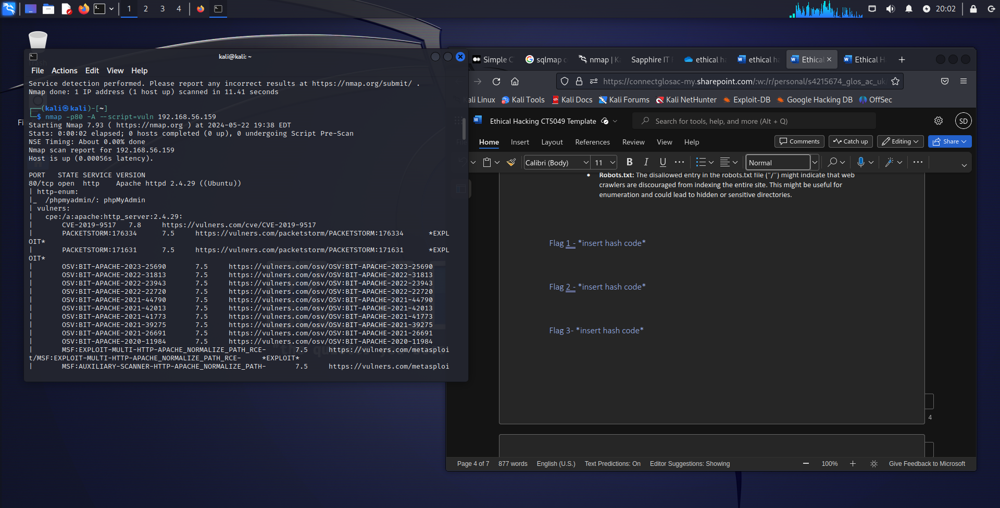 1 2 3 4
20:02
kali@kali: ~
File Actions Edit View Help
Service detection performed. Please report any incorrect results at https://nmap.org/submit/ .
Nmap done: 1 IP address (1 host up) scanned in 11.41 seconds
┌──(kali㉿kali)-[~]
└─$ nmap -p80 -A --script=vuln 192.168.56.159
Starting Nmap 7.93 ( https://nmap.org ) at 2024-05-22 19:38 EDT
Stats: 0:00:02 elapsed; 0 hosts completed (0 up), 0 undergoing Script Pre-Scan
NSE Timing: About 0.00% done
Nmap scan report for 192.168.56.159
Host is up (0.00056s latency).
PORT   STATE SERVICE VERSION
80/tcp open  http    Apache httpd 2.4.29 ((Ubuntu))
| http-enum:
|_  /phpmyadmin/: phpMyAdmin
| vulners:
|   cpe:/a:apache:http_server:2.4.29:
|       CVE-2019-9517   7.8     https://vulners.com/cve/CVE-2019-9517
|       PACKETSTORM:176334      7.5     https://vulners.com/packetstorm/PACKETSTORM:176334      *EXPL
OIT*
|       PACKETSTORM:171631      7.5     https://vulners.com/packetstorm/PACKETSTORM:171631      *EXPL
OIT*
|       OSV:BIT-APACHE-2023-25690       7.5     https://vulners.com/osv/OSV:BIT-APACHE-2023-25690
|       OSV:BIT-APACHE-2022-31813       7.5     https://vulners.com/osv/OSV:BIT-APACHE-2022-31813
|       OSV:BIT-APACHE-2022-23943       7.5     https://vulners.com/osv/OSV:BIT-APACHE-2022-23943
|       OSV:BIT-APACHE-2022-22720       7.5     https://vulners.com/osv/OSV:BIT-APACHE-2022-22720
|       OSV:BIT-APACHE-2021-44790       7.5     https://vulners.com/osv/OSV:BIT-APACHE-2021-44790
|       OSV:BIT-APACHE-2021-42013       7.5     https://vulners.com/osv/OSV:BIT-APACHE-2021-42013
|       OSV:BIT-APACHE-2021-41773       7.5     https://vulners.com/osv/OSV:BIT-APACHE-2021-41773
|       OSV:BIT-APACHE-2021-39275       7.5     https://vulners.com/osv/OSV:BIT-APACHE-2021-39275
|       OSV:BIT-APACHE-2021-26691       7.5     https://vulners.com/osv/OSV:BIT-APACHE-2021-26691
|       OSV:BIT-APACHE-2020-11984       7.5     https://vulners.com/osv/OSV:BIT-APACHE-2020-11984
|       MSF:EXPLOIT-MULTI-HTTP-APACHE_NORMALIZE_PATH_RCE-       7.5     https://vulners.com/metasploi
t/MSF:EXPLOIT-MULTI-HTTP-APACHE_NORMALIZE_PATH_RCE-     *EXPLOIT*
|       MSF:AUXILIARY-SCANNER-HTTP-APACHE_NORMALIZE_PATH-       7.5     https://vulners.com/metasploi
Simple C sqlmap c nmap | Ka Sapphire IT ethical ha ethical ha Ethical Ethical H
https://connectglosac-my.sharepoint.com/:w:/r/personal/s4215674_glos_ac_uk
ali Linux Kali Tools Kali Docs Kali Forums Kali NetHunter Exploit-DB Google Hacking DB OffSec
Ethical Hacking CT5049 Template Search for tools, help, and more (Alt + Q) SD
Home Insert Layout References Review View Help Comments Catch up Editing Share
Calibri (Body) 11 B I U Normal
Robots.txt: The disallowed entry in the robots.txt file ("/") might indicate that web
crawlers are discouraged from indexing the entire site. This might be useful for
enumeration and could lead to hidden or sensitive directories.
Flag 1 - *insert hash code*
Flag 2 - *insert hash code*
Flag 3- *insert hash code*
4
Page 4 of 7 877 words English (U.S.) Text Predictions: On Editor Suggestions: Showing 100% Give Feedback to Microsoft